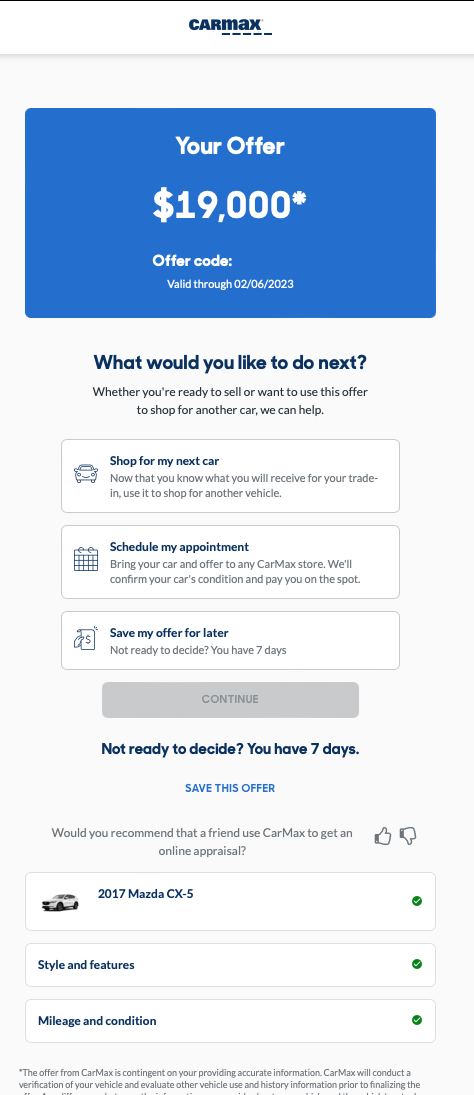 CARMAX
Your Offer
$19,000*
Offer code:
Valid through 02/06/2023
What would you like to do next?
Whether you're ready to sell or want to use this offer
to shop for another car, we can help.
Shop for my next car
Now that you know what you will receive for your trade-
in, use it to shop for another vehicle.
Schedule my appointment
Bring your car and offer to any CarMax store. We'll
confirm your car's condition and pay you on the spot.
$
Save my offer for later
Not ready to decide? You have 7 days
CONTINUE
Not ready to decide? You have 7 days.
SAVE THIS OFFER
Would you recommend that a friend use CarMax to get an
online appraisal?
2017 Mazda CX-5
Style and features
Mileage and condition
*The offer from CarMax is contingent on your providing accurate information. CarMax will conduct a
verification of your vehicle and evaluate other vehicle use and history information prior to finalizing the